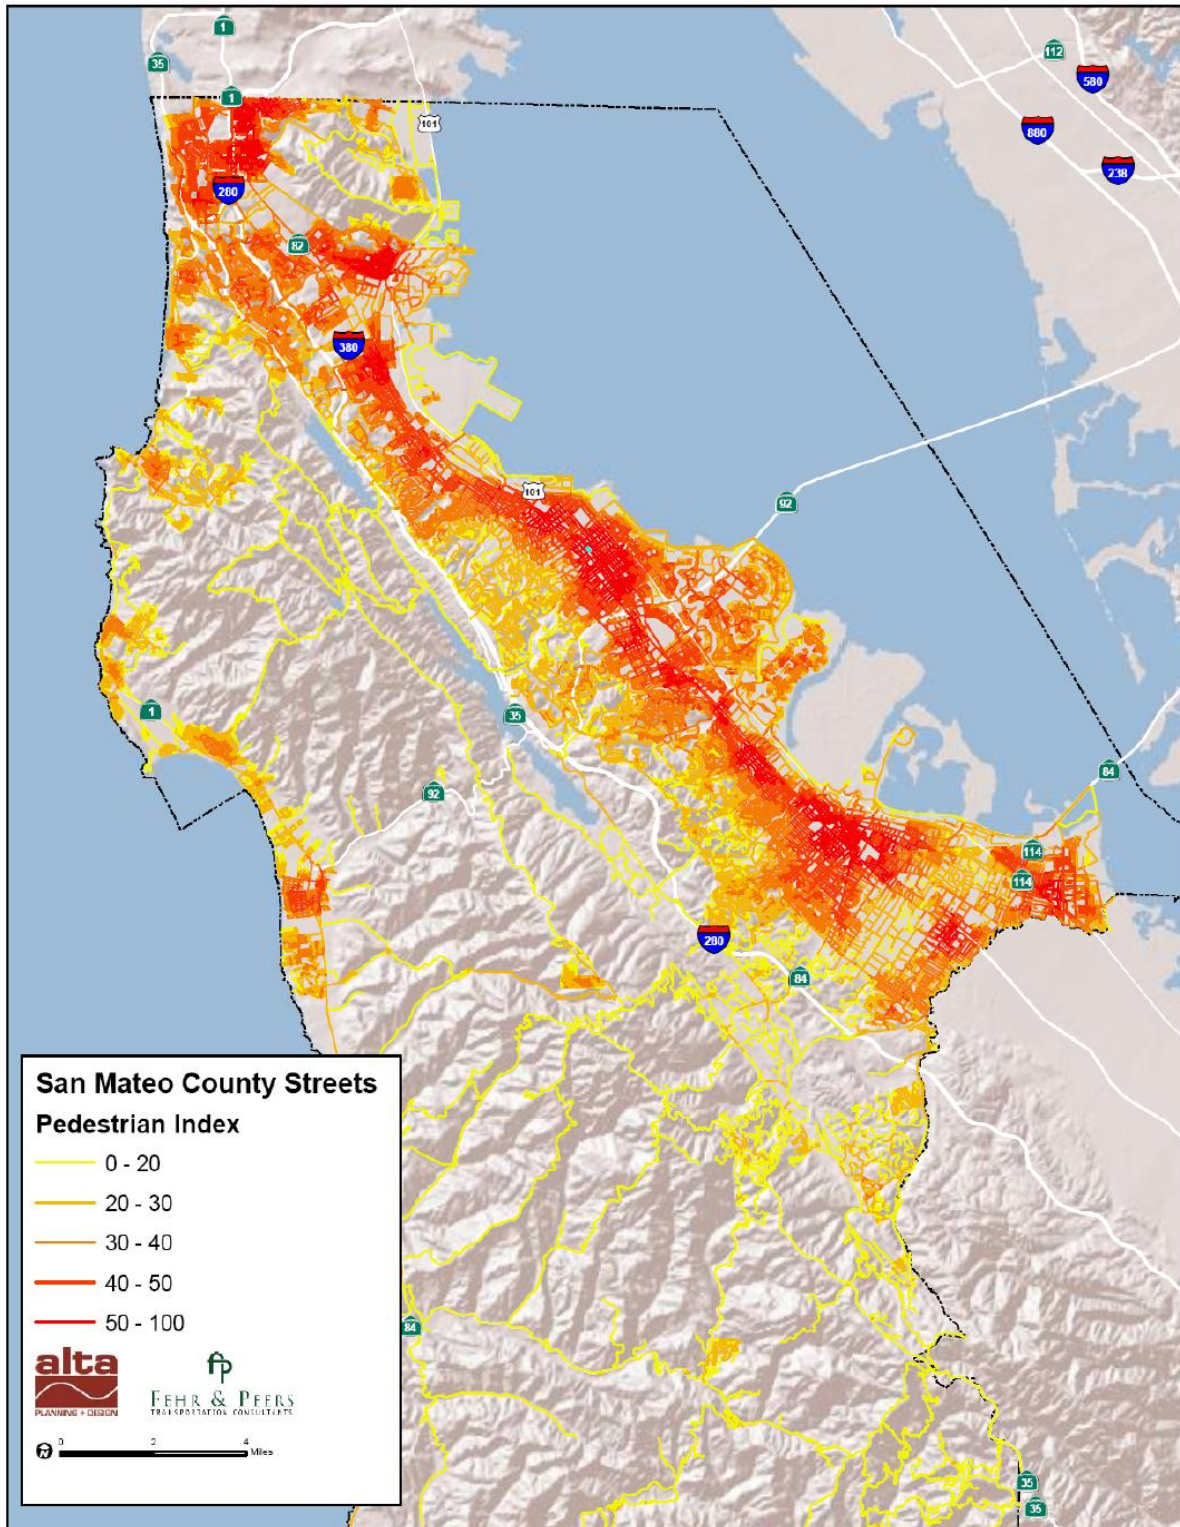 1
35
112
580
1
101
880
238
280
82
380
101
92
1
35
92
84
114
114
280
84
San Mateo County Streets
Pedestrian Index
0 - 20
20 - 30
30 - 40
40 - 50
50 - 100
84
alta
PLANNING + DESIGN
fp
FEHR & PEERS
TRANSPORTATION CONSULTANTS
N
0 2 4
Miles
35
35